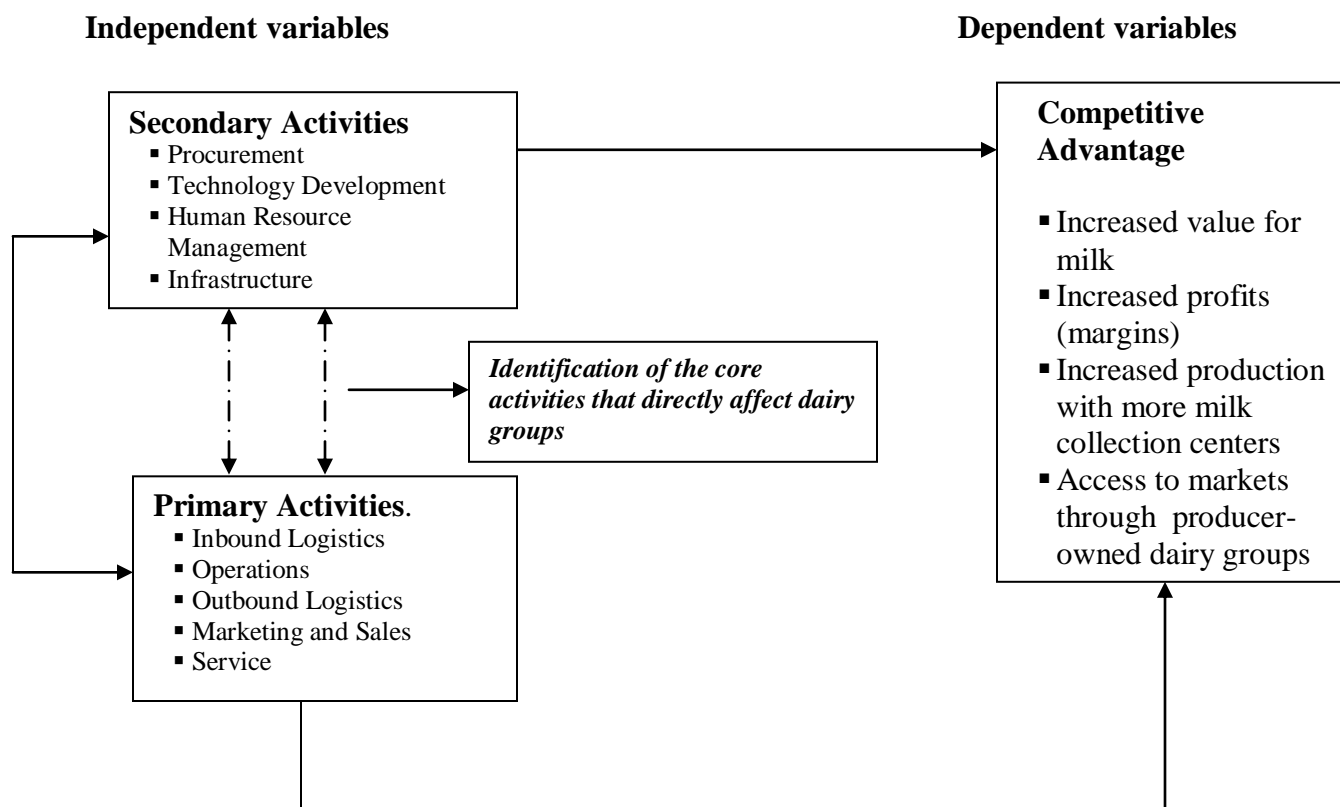 Independent variables
Dependent variables
Secondary Activities
▪ Procurement
▪ Technology Development
▪ Human Resource
Management
▪ Infrastructure
Identification of the core
activities that directly affect dairy
groups
Primary Activities.
▪ Inbound Logistics
▪ Operations
▪ Outbound Logistics
▪ Marketing and Sales
▪ Service
Competitive
Advantage
▪ Increased value for
milk
▪ Increased profits
(margins)
▪ Increased production
with more milk
collection centers
▪ Access to markets
through producer-
owned dairy groups